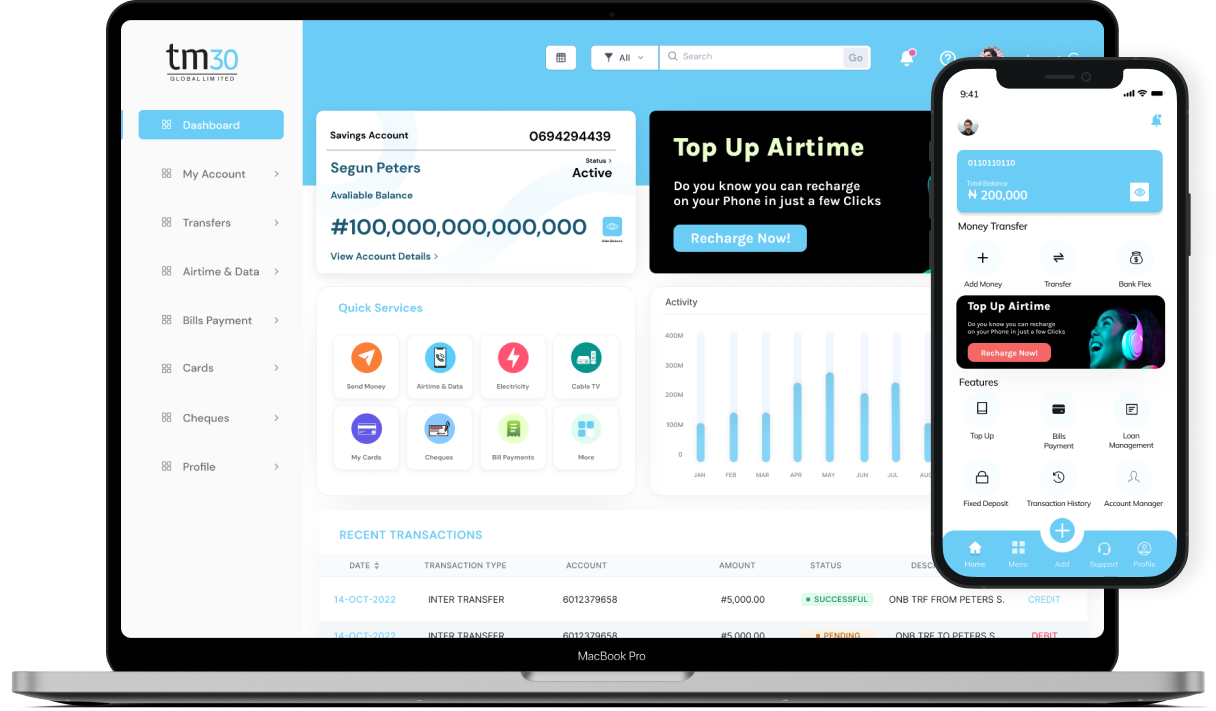 tm30
GLOBAL LIMITED
All
Search
Go
Dashboard
My Account
Transfers
Airtime & Data
Bills Payment
Cards
Cheques
Profile
Savings Account
0694294439
Segun Peters
Status >
Active
Avaliable Balance
#100,000,000,000,000
Hide Balance
View Account Details >
Top Up Airtime
Do you know you can recharge
on your Phone in just a few Clicks
Recharge Now!
Quick Services
Send Money
Airtime & Data
Electricity
Cable TV
My Cards
Cheques
Bill Payments
More
Activity
400M
300M
200M
100M
0
JAN FEB MAR APR MAY JUN JUL
RECENT TRANSACTIONS
DATE TRANSACTION TYPE ACCOUNT AMOUNT STATUS
14-OCT-2022 INTER TRANSFER 6012379658 #5,000.00 SUCCESSFUL ONB TRF FROM PETERS S. CREDIT
14-OCT-2022 INTER TRANSFER 6012379658 #5,000.00 PENDING ONB TRF TO PETERS S. DEBIT
MacBook Pro
9:41
0110110110
Total Balance
₦ 200,000
Money Transfer
Add Money
Transfer
Bank Flex
Top Up Airtime
Do you know you can recharge
on your Phone in just a few Clicks
Recharge Now!
Features
Top Up
Bills
Payment
Loan
Management
Fixed Deposit
Transaction History
Account Manager
Home
Menu
Add
Support
Profile